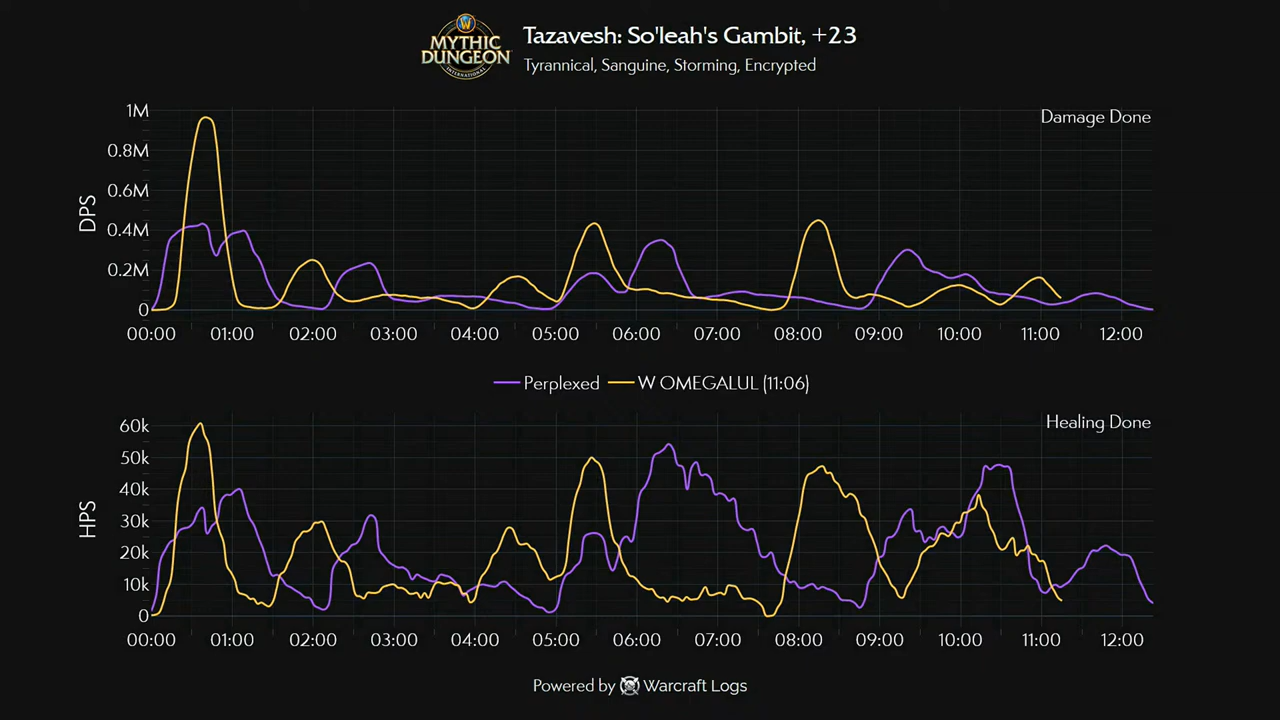 MYTHIC
DUNGEON
INTERNATIONAL
Tazavesh: So'leah's Gambit, +23
Tyrannical, Sanguine, Storming, Encrypted
Damage Done
DPS
1M
0.8M
0.6M
0.4M
0.2M
0
00:00 01:00 02:00 03:00 04:00 05:00 06:00 07:00 08:00 09:00 10:00 11:00 12:00
Perplexed W OMEGALUL (11:06)
Healing Done
HPS
60k
50k
40k
30k
20k
10k
0
00:00 01:00 02:00 03:00 04:00 05:00 06:00 07:00 08:00 09:00 10:00 11:00 12:00
Powered by Warcraft Logs